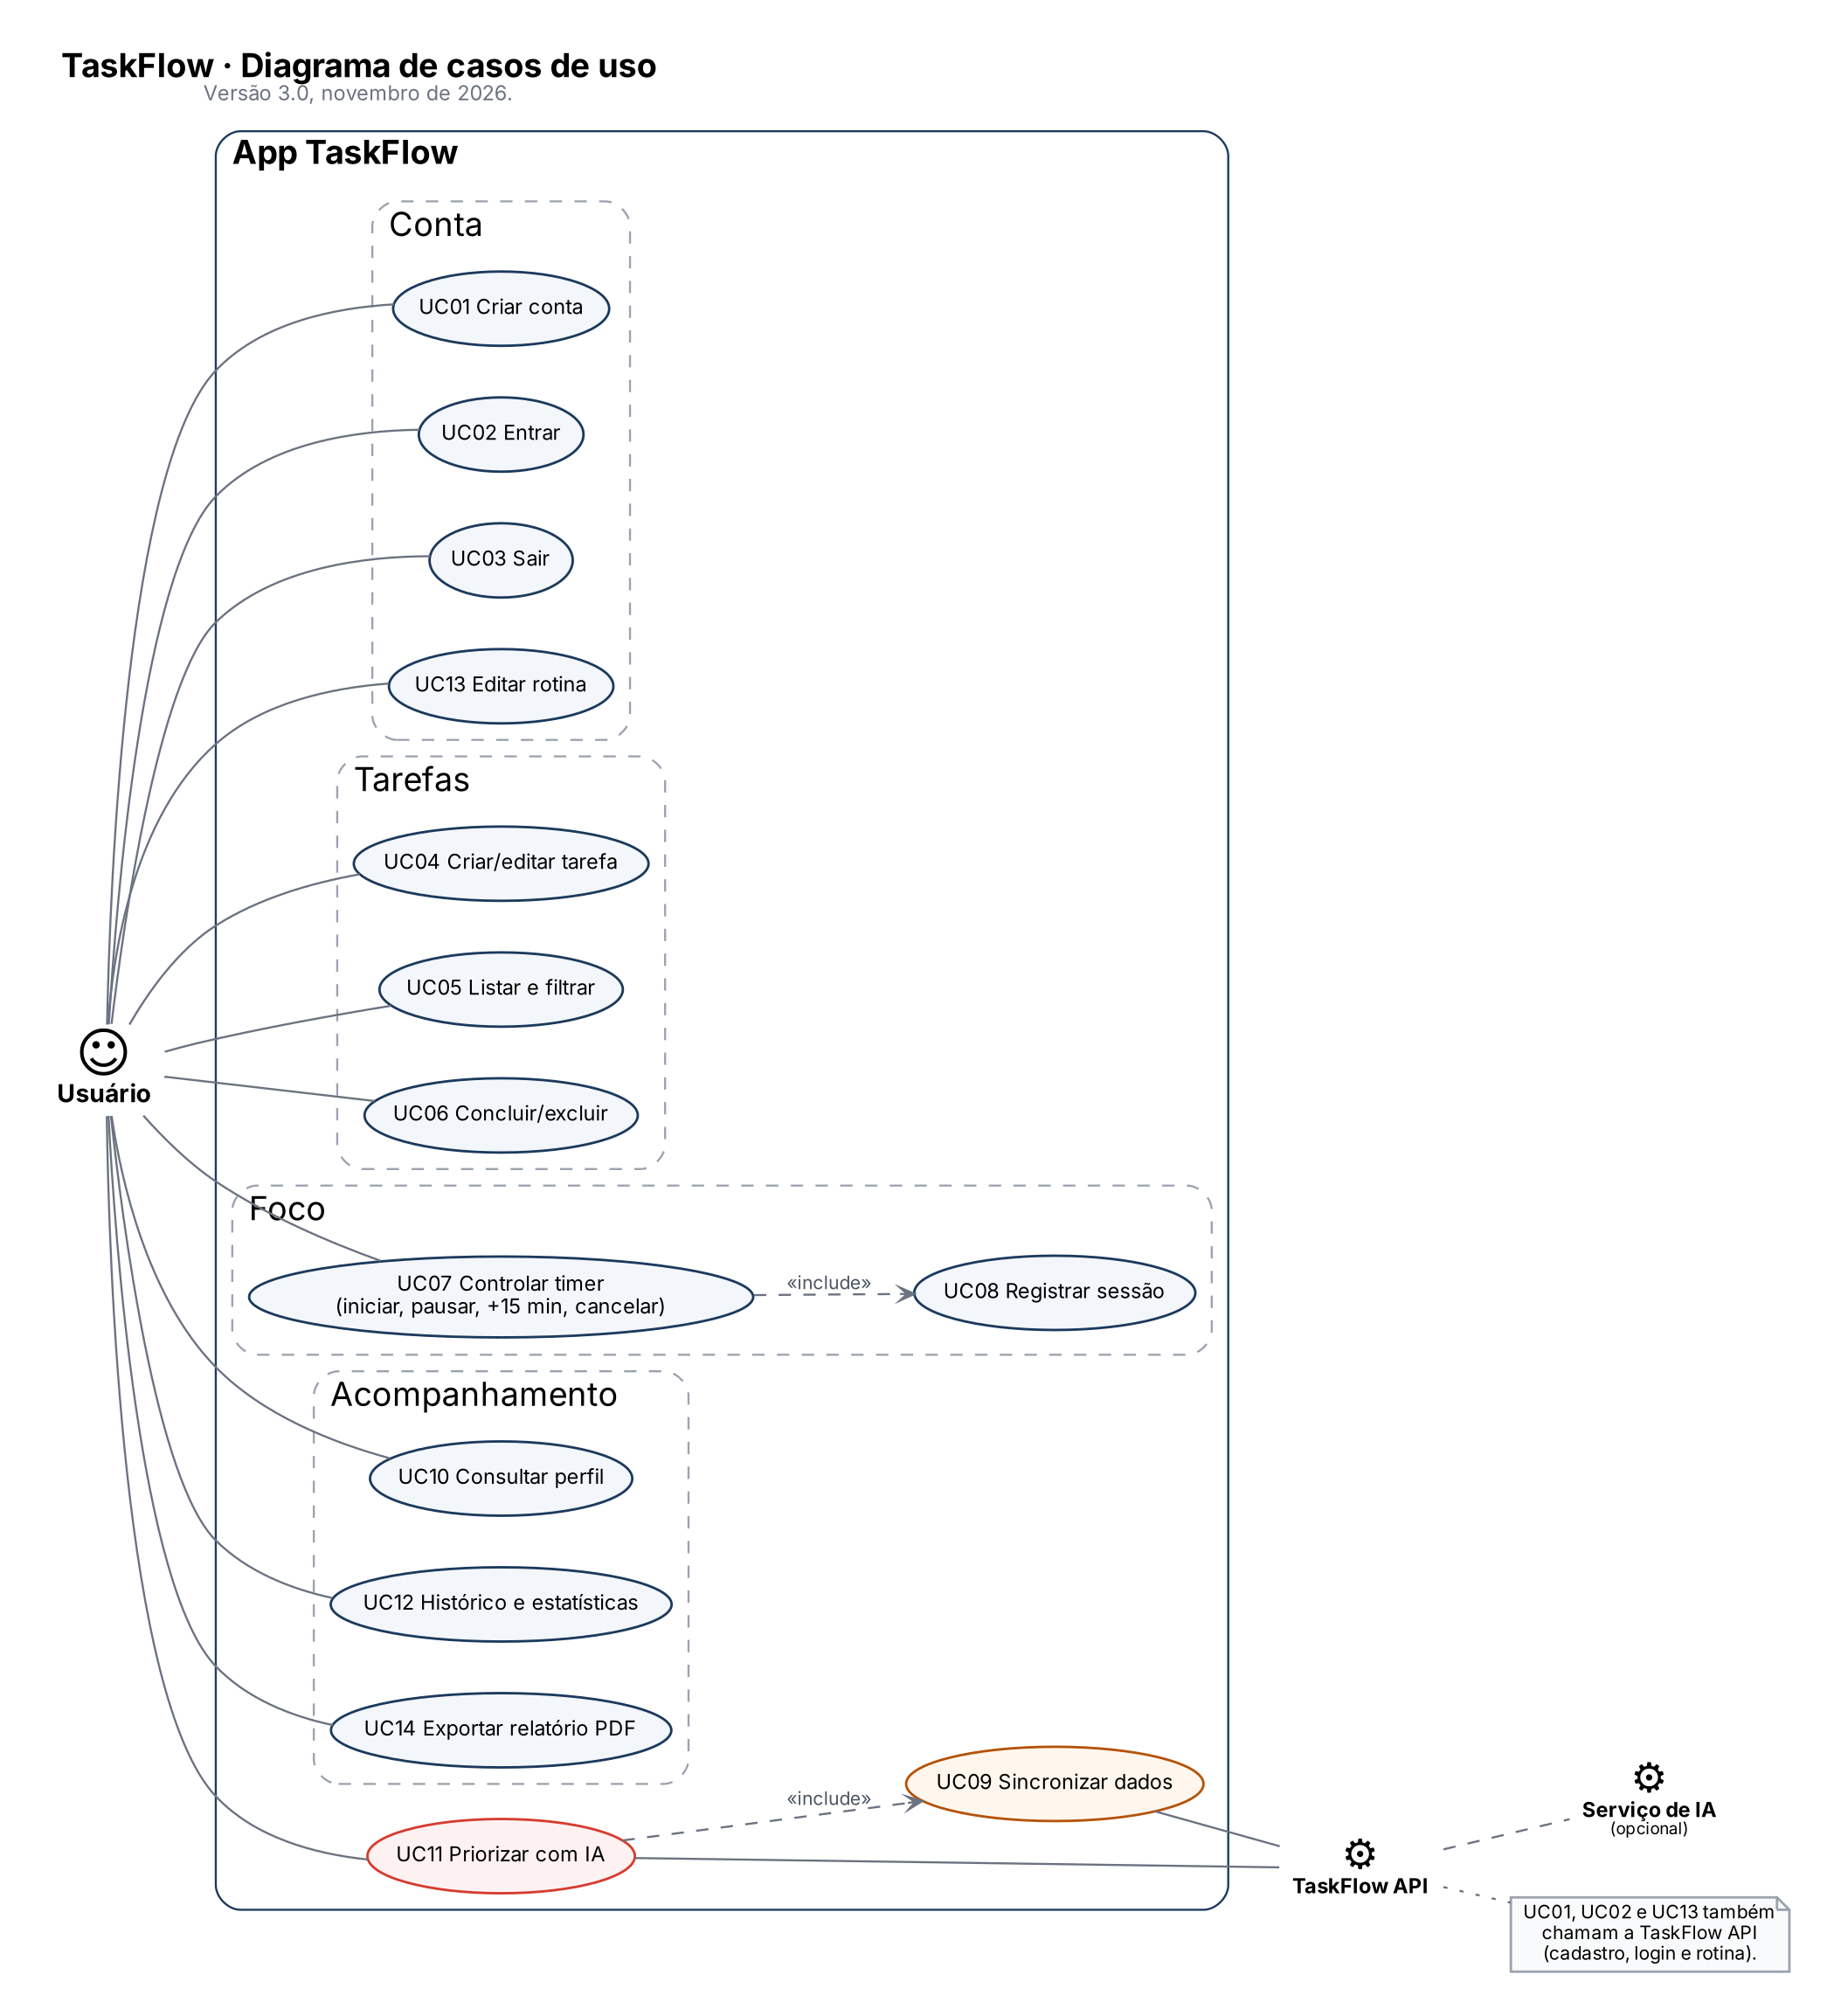 TaskFlow · Diagrama de casos de uso
Versão 3.0, novembro de 2026.
App TaskFlow
Conta
UC01 Criar conta
UC02 Entrar
UC03 Sair
UC13 Editar rotina
Tarefas
UC04 Criar/editar tarefa
UC05 Listar e filtrar
UC06 Concluir/excluir
Usuário
Foco
UC07 Controlar timer
(iniciar, pausar, +15 min, cancelar)
«include»
UC08 Registrar sessão
Acompanhamento
UC10 Consultar perfil
UC12 Histórico e estatísticas
UC14 Exportar relatório PDF
UC11 Priorizar com IA
«include»
UC09 Sincronizar dados
TaskFlow API
Serviço de IA
(opcional)
UC01, UC02 e UC13 também
chamam a TaskFlow API
(cadastro, login e rotina).